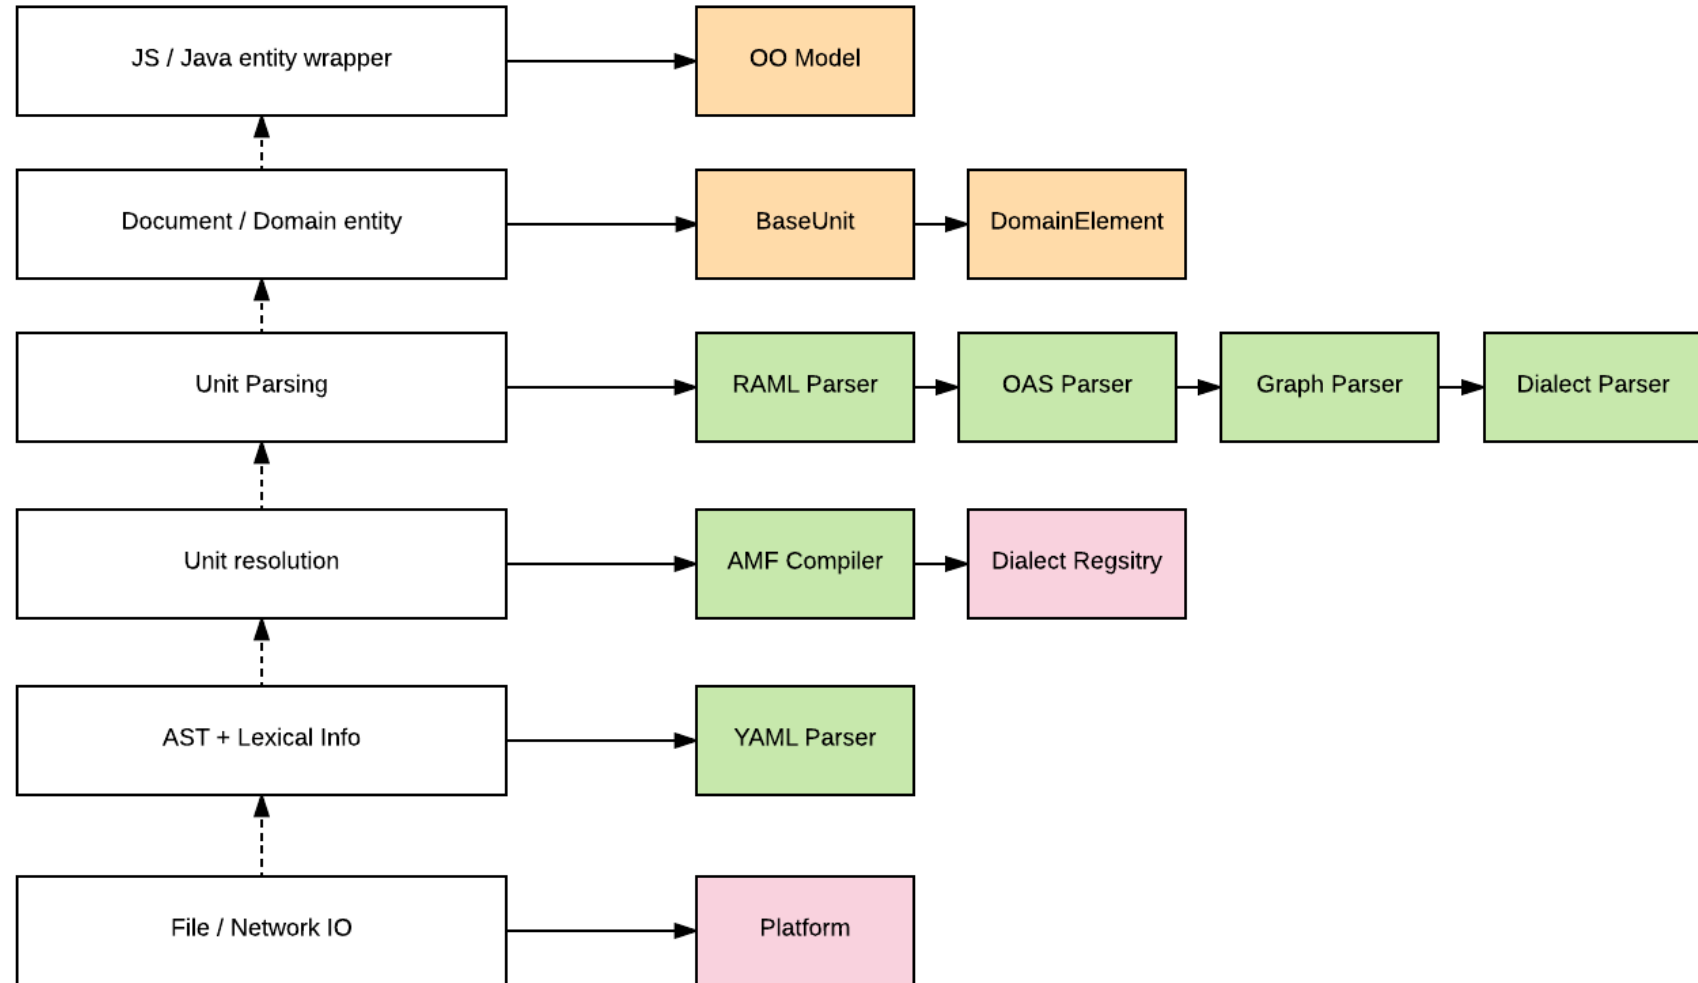 JS / Java entity wrapper
OO Model
Document / Domain entity
BaseUnit
DomainElement
Unit Parsing
RAML Parser
OAS Parser
Graph Parser
Dialect Parser
Unit resolution
AMF Compiler
Dialect Regsitry
AST + Lexical Info
YAML Parser
File / Network IO
Platform